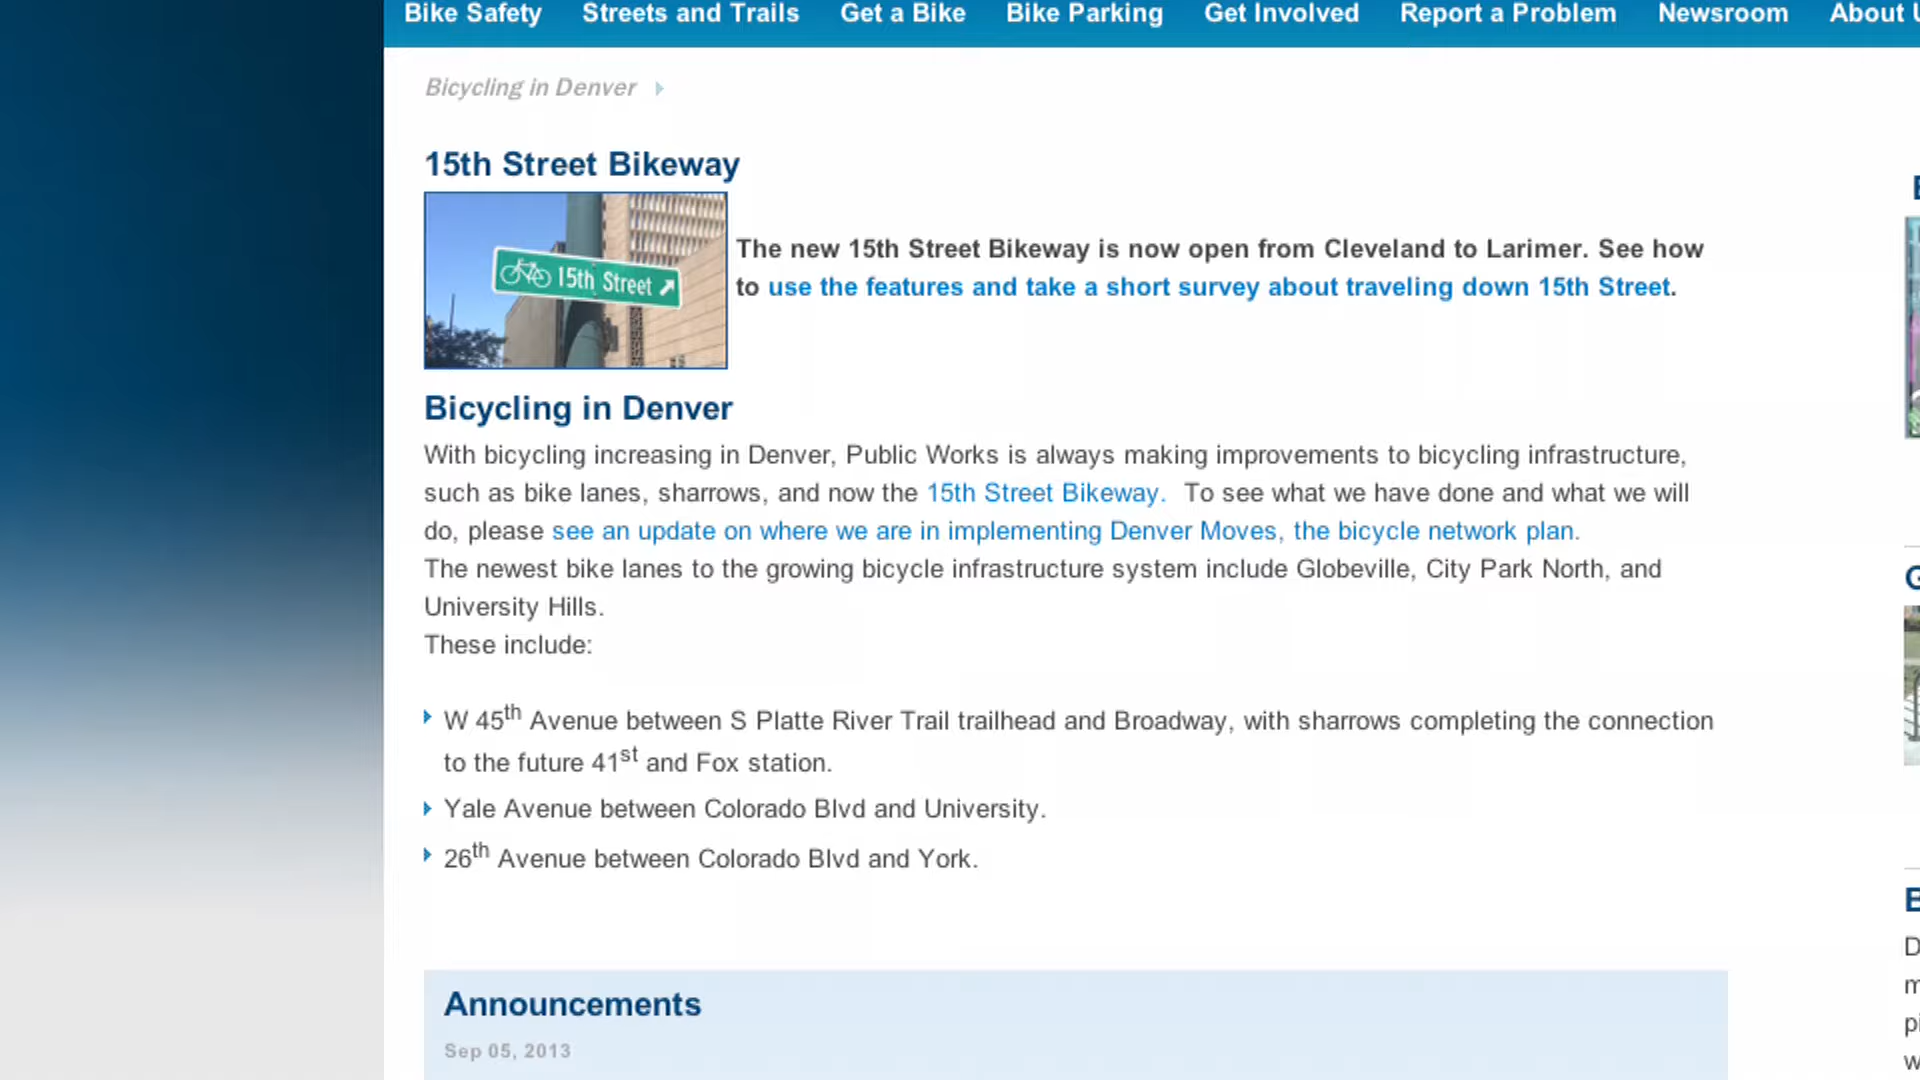 Bike Safety Streets and Trails Get a Bike Bike Parking Get Involved Report a Problem Newsroom About
Bicycling in Denver
15th Street Bikeway
15th Street
The new 15th Street Bikeway is now open from Cleveland to Larimer. See how
to use the features and take a short survey about traveling down 15th Street.
Bicycling in Denver
With bicycling increasing in Denver, Public Works is always making improvements to bicycling infrastructure,
such as bike lanes, sharrows, and now the 15th Street Bikeway. To see what we have done and what we will
do, please see an update on where we are in implementing Denver Moves, the bicycle network plan.
The newest bike lanes to the growing bicycle infrastructure system include Globeville, City Park North, and
University Hills.
These include:
W 45th Avenue between S Platte River Trail trailhead and Broadway, with sharrows completing the connection
to the future 41st and Fox station.
Yale Avenue between Colorado Blvd and University.
26th Avenue between Colorado Blvd and York.
Announcements
Sep 05, 2013